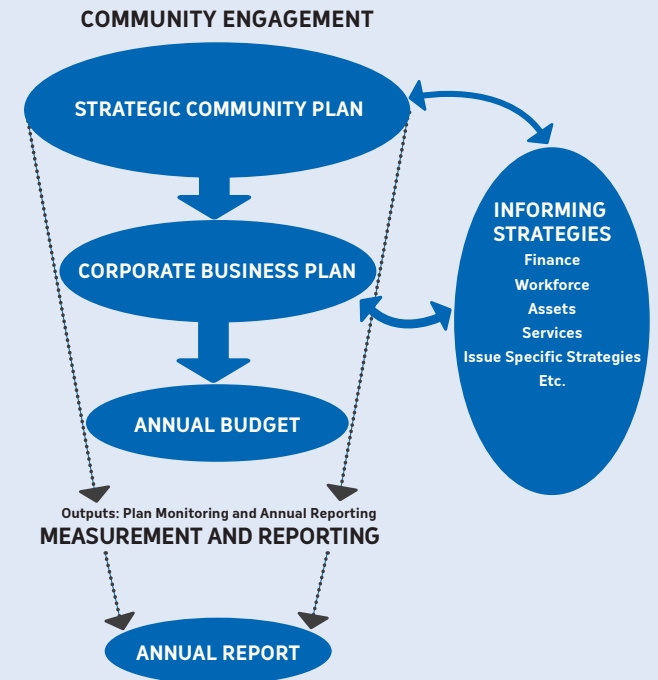 COMMUNITY ENGAGEMENT
STRATEGIC COMMUNITY PLAN
CORPORATE BUSINESS PLAN
ANNUAL BUDGET
INFORMING
STRATEGIES
Finance
Workforce
Assets
Services
Issue Specific Strategies
Etc.
Outputs: Plan Monitoring and Annual Reporting
MEASUREMENT AND REPORTING
ANNUAL REPORT